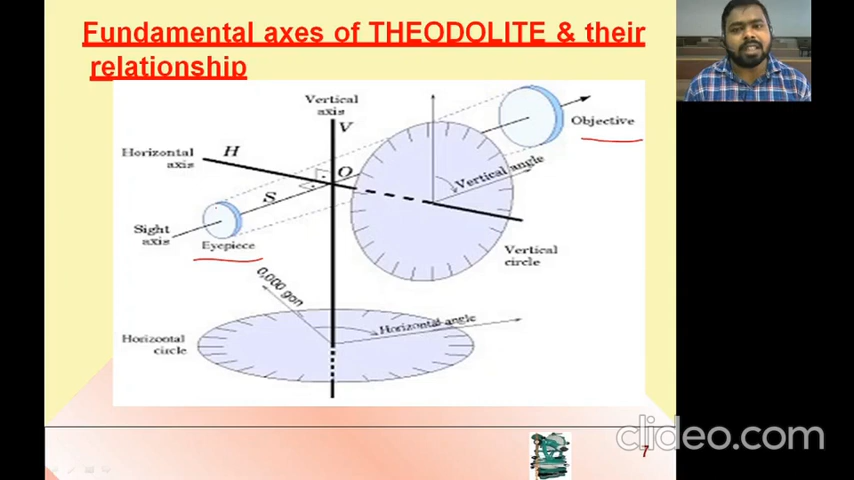 Fundamental axes of THEODOLITE & their
relationship
Vertical
axis
V
Objective
Horizontal
axis
H
O
Vertical angle
S
Sight
axis
Eyepiece
Vertical
circle
0,000 gon
Horizontal angle
Horizontal
circle
clideo.com
7